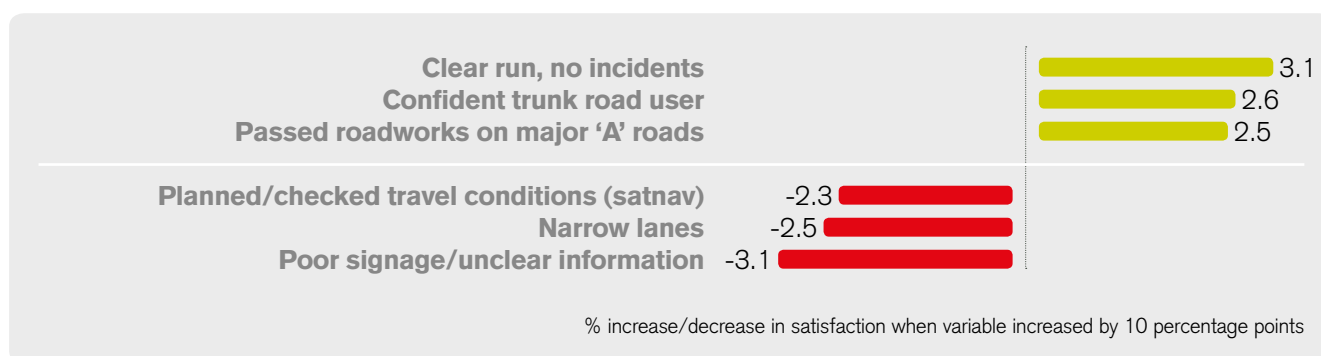 Clear run, no incidents 3.1
Confident trunk road user 2.6
Passed roadworks on major ‘A’ roads 2.5
Planned/checked travel conditions (satnav) -2.3
Narrow lanes -2.5
Poor signage/unclear information -3.1
% increase/decrease in satisfaction when variable increased by 10 percentage points